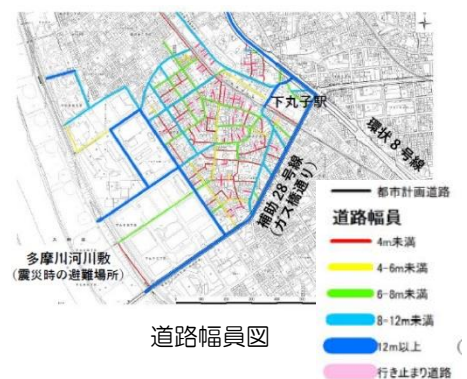 下丸子駅
環状8号線
補助28号線
(ガス橋通り)
多摩川河川敷
(震災時の避難場所)
道路幅員図
都市計画道路
道路幅員
4m未満
4-6m未満
6-8m未満
8-12m未満
12m以上
行き止まり道路
(